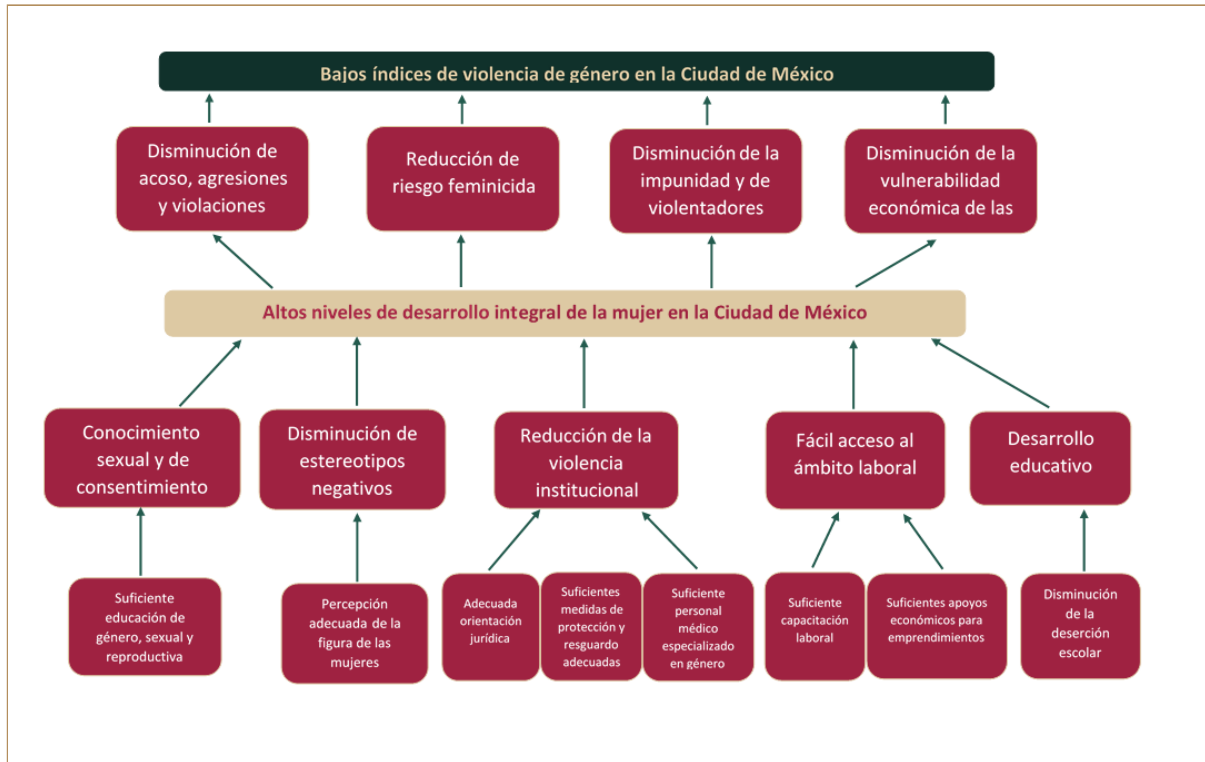 Bajos índices de violencia de género en la Ciudad de México
Disminución de
acoso, agresiones
y violaciones
Reducción de
riesgo feminicida
Disminución de la
impunidad y de
violentadores
Disminución de la
vulnerabilidad
económica de las
Altos niveles de desarrollo integral de la mujer en la Ciudad de México
Conocimiento
sexual y de
consentimiento
Disminución de
estereotipos
negativos
Reducción de la
violencia
institucional
Fácil acceso al
ámbito laboral
Desarrollo
educativo
Suficiente
educación de
género, sexual y
reproductiva
Percepción
adecuada de la
figura de las
mujeres
Adecuada
orientación
jurídica
Suficientes
medidas de
protección y
resguardo
adecuadas
Suficiente
personal
médico
especializado
en género
Suficiente
capacitación
laboral
Suficientes apoyos
económicos para
emprendimientos
Disminución
de la
deserción
escolar